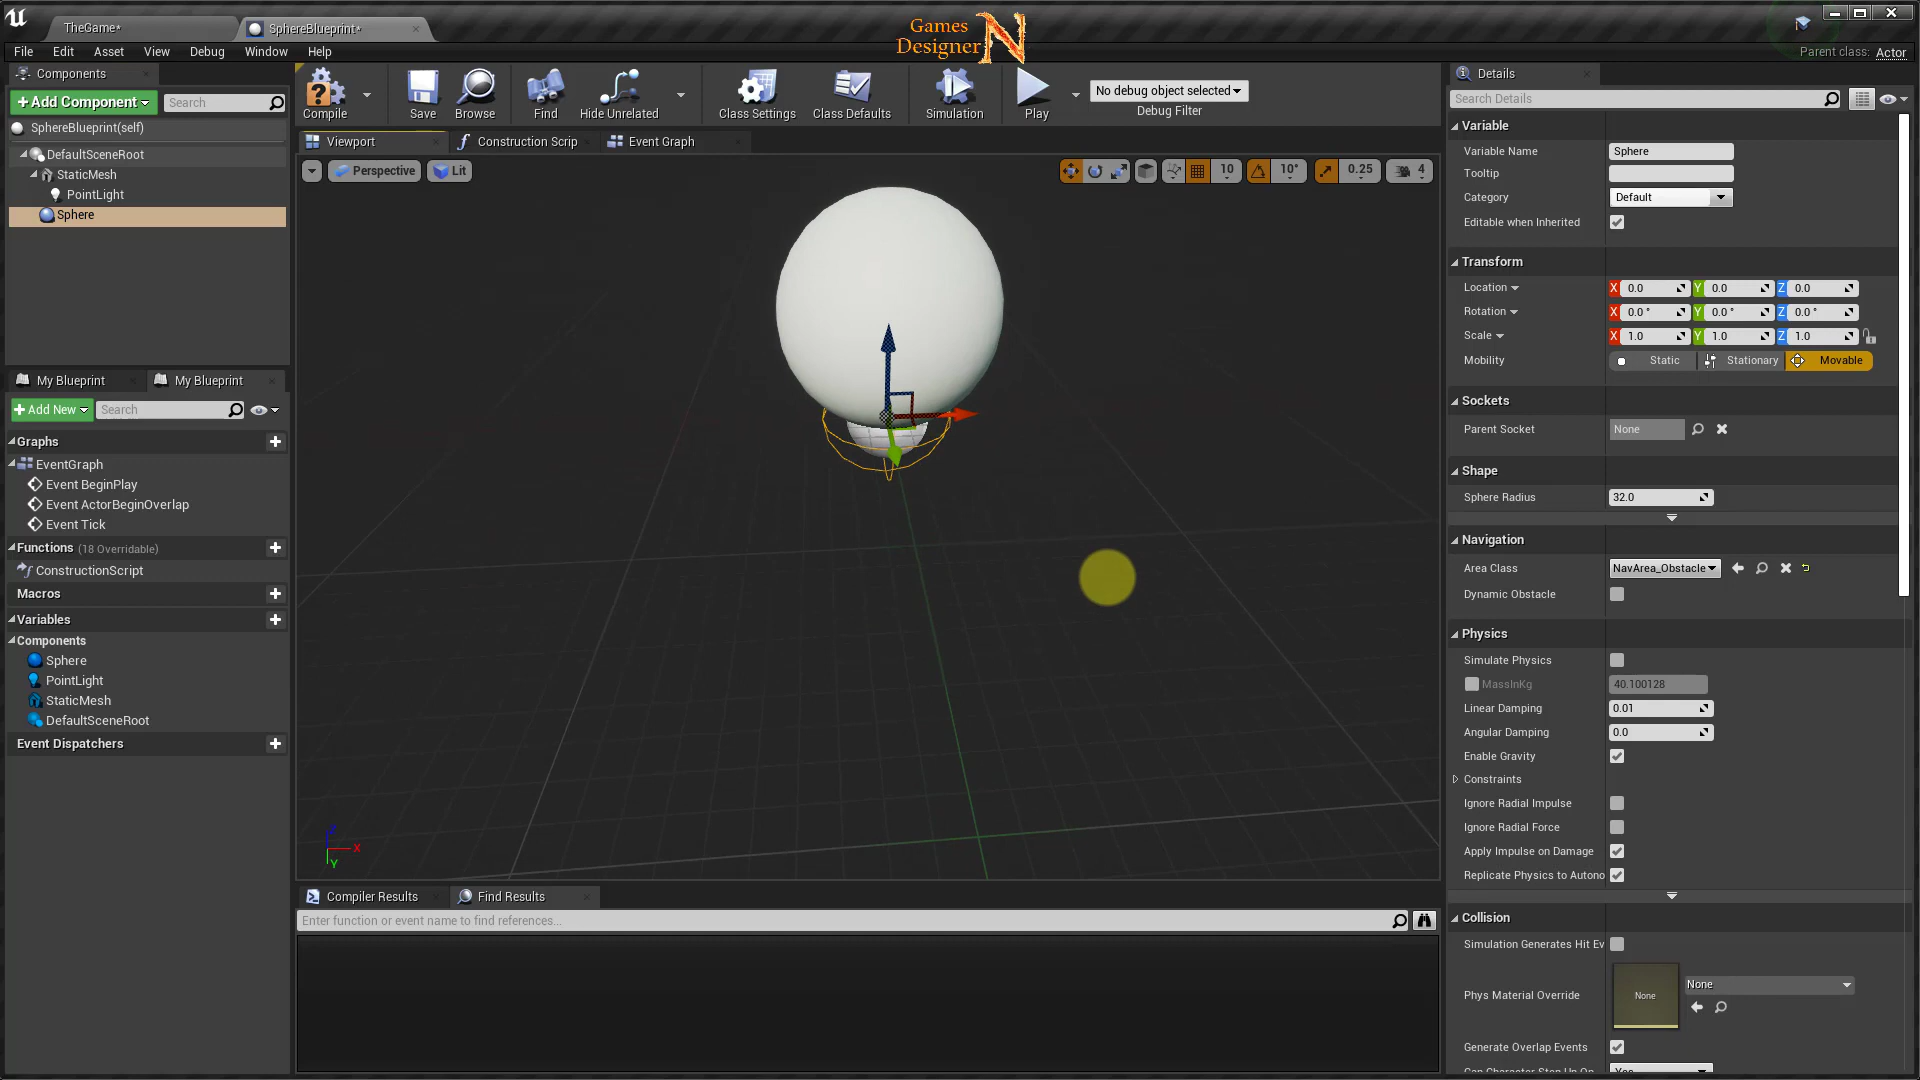 TheGame*
SphereBlueprint*
Games
Designer
N
File Edit Asset View Debug Window Help
Parent class: Actor
Components
+Add Component
Search
SphereBlueprint(self)
DefaultSceneRoot
StaticMesh
PointLight
Sphere
Compile
Save
Browse
Find
Hide Unrelated
Class Settings
Class Defaults
Simulation
Play
No debug object selected
Debug Filter
Viewport
Construction Scrip
Event Graph
Perspective
Lit
10
10°
0.25
4
X
Y
Z
My Blueprint
My Blueprint
+Add New
Search
Graphs
EventGraph
Event BeginPlay
Event ActorBeginOverlap
Event Tick
Functions (18 Overridable)
ConstructionScript
Macros
Variables
Components
Sphere
PointLight
StaticMesh
DefaultSceneRoot
Event Dispatchers
Compiler Results
Find Results
Enter function or event name to find references...
Details
Search Details
Variable
Variable Name Sphere
Tooltip
Category Default
Editable when Inherited
Transform
Location X 0.0 Y 0.0 Z 0.0
Rotation X 0.0 ° Y 0.0 ° Z 0.0 °
Scale X 1.0 Y 1.0 Z 1.0
Mobility Static Stationary Movable
Sockets
Parent Socket None
Shape
Sphere Radius 32.0
Navigation
Area Class NavArea_Obstacle
Dynamic Obstacle
Physics
Simulate Physics
MassInKg 40.100128
Linear Damping 0.01
Angular Damping 0.0
Enable Gravity
Constraints
Ignore Radial Impulse
Ignore Radial Force
Apply Impulse on Damage
Replicate Physics to Autono
Collision
Simulation Generates Hit Ev
Phys Material Override None None
Generate Overlap Events
Can Character Step Up On Yes